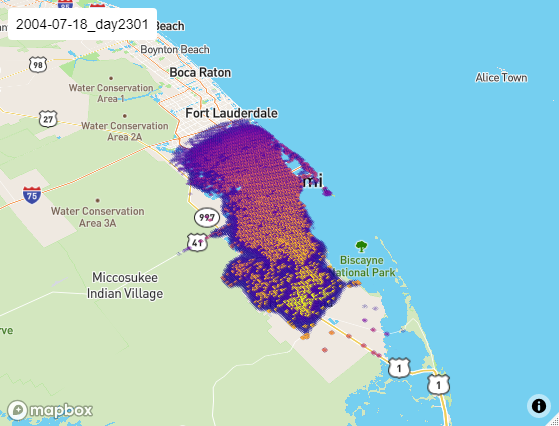 2004-07-18_day2301
95
Beach
Boynton Beach
98
Boca Raton
Water Conservation
Area 1
Alice Town
27
Fort Lauderdale
Water Conservation
Area 2A
75
mi
Water Conservation
Area 3A
997
41
Biscayne
National Park
Miccosukee
Indian Village
rve
1
1
mapbox
i